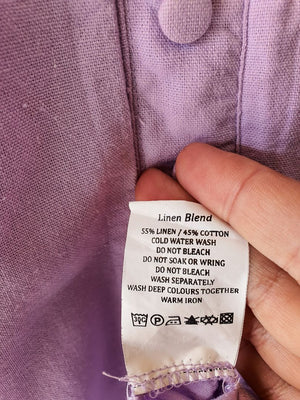 Linen Blend
55% LINEN / 45% COTTON
COLD WATER WASH
DO NOT BLEACH
DO NOT SOAK OR WRING
DO NOT BLEACH
WASH SEPARATELY
WASH DEEP COLOURS TOGETHER
WARM IRON